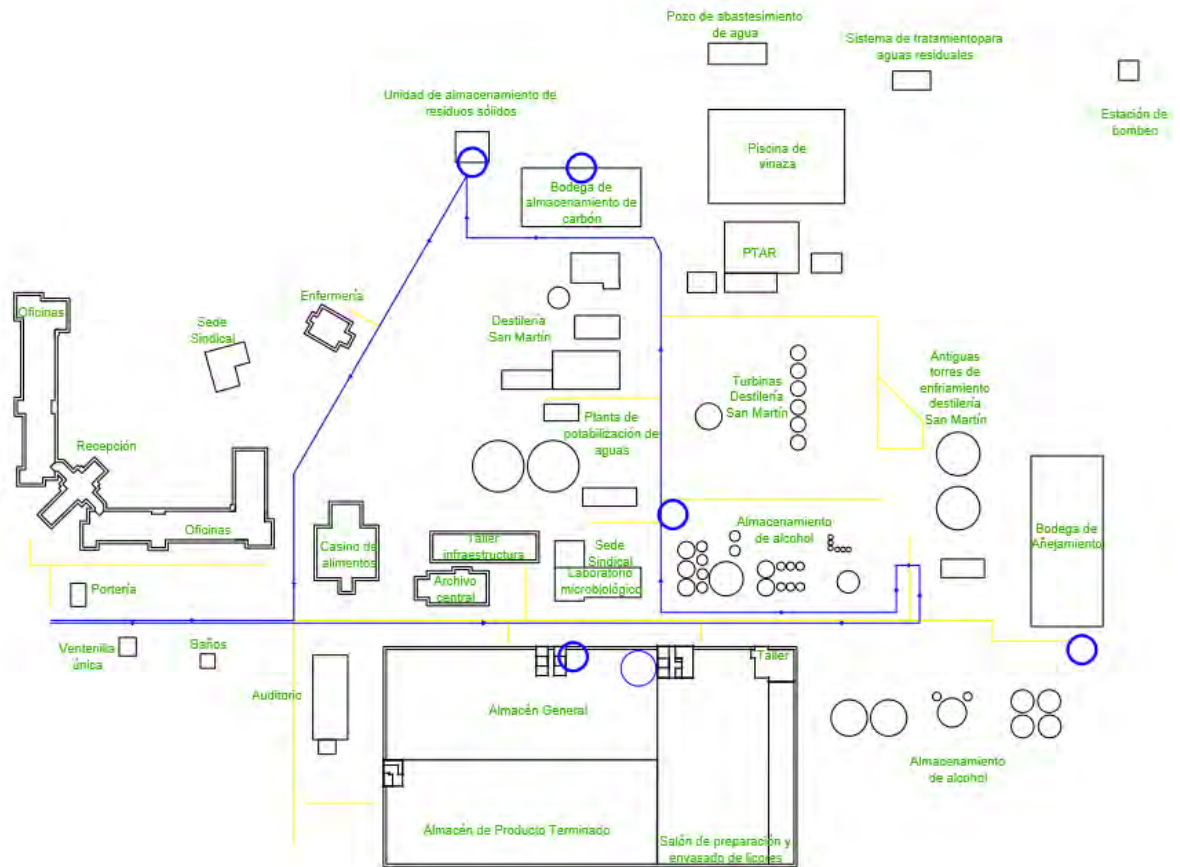 Pozo de abastesimiento
de agua
Sistema de tratamientopara
aguas residuales
Estación de
bombeo
Unidad de almacenamiento de
residuos sólidos
Piscina de
vinaza
Bodega de
almacenamiento de
carbón
PTAR
Enfermería
Oficinas
Sede
Sindical
Destilería
San Martín
Turbinas
Destilería
San Martín
Antiguas
torres de
enfriamiento
destilería
San Martín
Planta de
potabilización de
aguas
Recepción
Oficinas
Casino de
alimentos
Taller
infraestructura
Archivo
central
Sede
Sindical
Laboratorio
microbiológico
Almacenamiento
de alcohol
Bodega de
Añejamiento
Portería
Ventenilla
única
Baños
Auditorio
Taller
Almacén General
Almacenamiento
de alcohol
Almacén de Producto Terminado
Salón de preparación y
envasado de licores